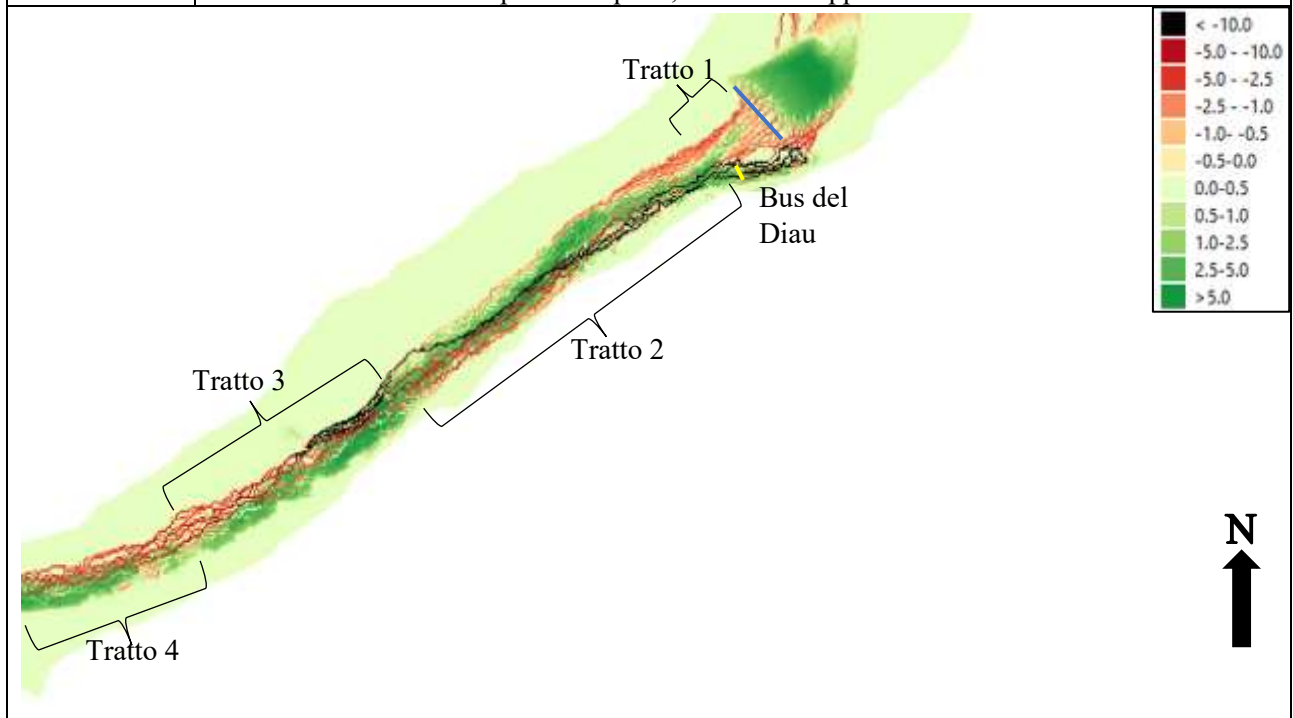 Tratto 1
Bus del
Diau
Tratto 2
Tratto 3
Tratto 4
< -10.0
-5.0 - -10.0
-5.0 - -2.5
-2.5 - -1.0
-1.0- -0.5
-0.5-0.0
0.0-0.5
0.5-1.0
1.0-2.5
2.5-5.0
>5.0
N